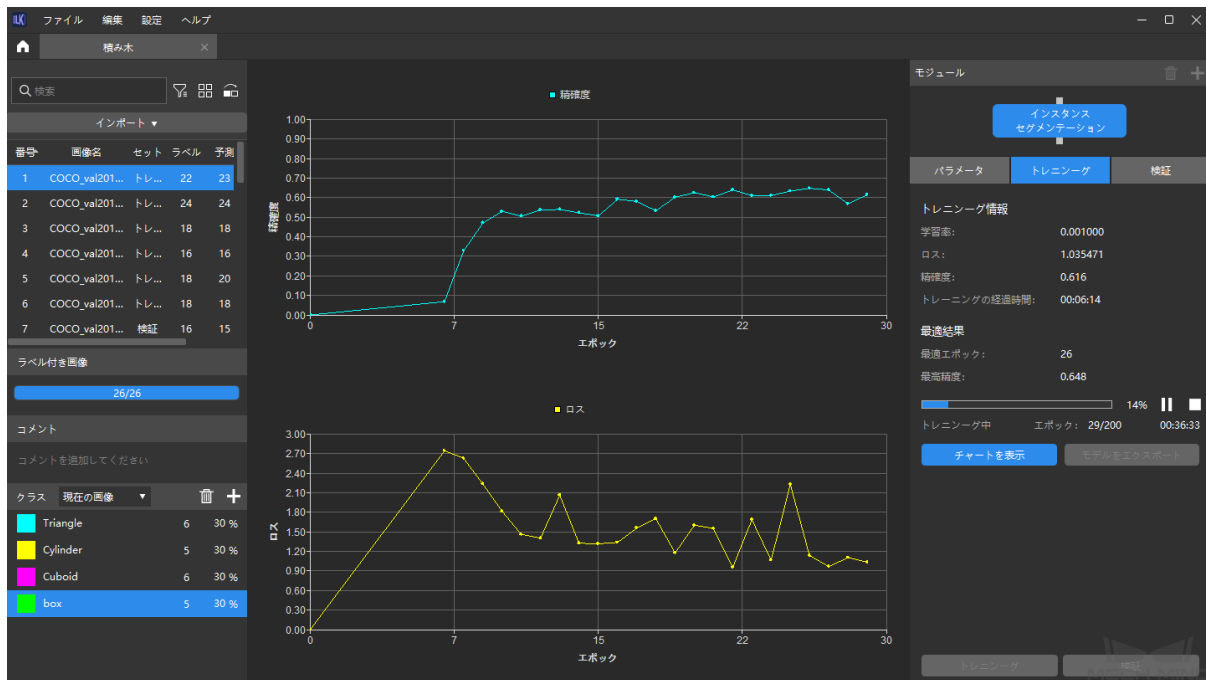 ファイル 編集 設定 ヘルプ
積み木
検索
インポート ▼
番号 画像名 セット ラベル 予測
1 COCO_val201... トレ... 22 23
2 COCO_val201... トレ... 24 24
3 COCO_val201... トレ... 18 18
4 COCO_val201... トレ... 16 16
5 COCO_val201... トレ... 18 20
6 COCO_val201... トレ... 18 18
7 COCO_val201... 検証 16 15
ラベル付き画像
26/26
コメント
コメントを追加してください
クラス 現在の画像 ▼
Triangle 6 30 %
Cylinder 5 30 %
Cuboid 6 30 %
box 5 30 %
精確度
1.00
0.90
0.80
0.70
0.60
0.50
0.40
0.30
0.20
0.10
0.00
精確度
0 7 15 22 30
エポック
ロス
3.00
2.70
2.40
2.10
1.80
1.50
1.20
0.90
0.60
0.30
0.00
ロス
0 7 15 22 30
エポック
モジュール
インスタンス
セグメンテーション
パラメータ トレニンーグ 検証
トレニンーグ情報
学習率: 0.001000
ロス: 1.035471
精確度: 0.616
トレーニングの経過時間: 00:06:14
最適結果
最適エポック: 26
最高精度: 0.648
14%
トレニンーグ中 エポック: 29/200 00:36:33
チャートを表示 モデルをエクスポート
トレニンーグ 検証